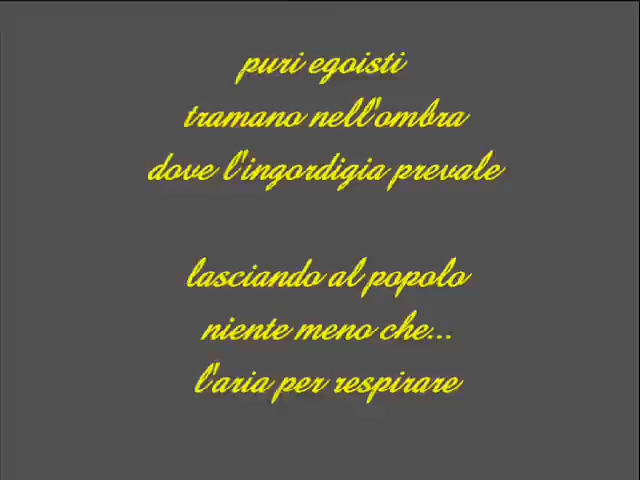 puri egoisti
tramano nell'ombra
dove l'ingordigia prevale
lasciando al popolo
niente meno che...
l'aria per respirare